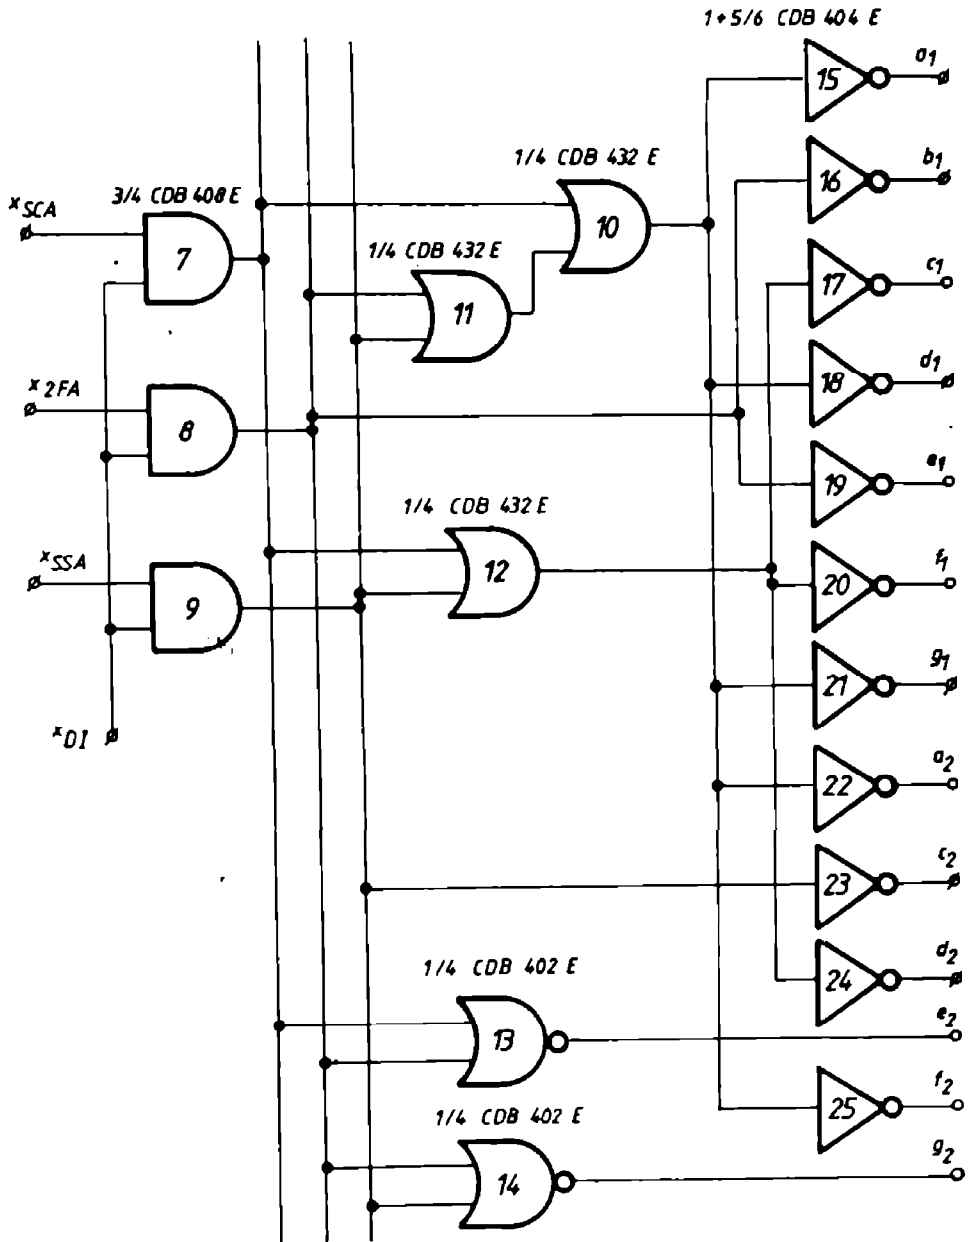 1+5/6 CDB 404 E
a1
15
1/4 CDB 432 E
b1
16
xSCA
3/4 CDB 408 E
7
10
1/4 CDB 432 E
c1
17
11
x2FA
8
d1
18
e1
19
1/4 CDB 432 E
xSSA
9
12
f1
20
g1
21
xDI
a2
22
c2
23
1/4 CDB 402 E
d2
24
13
e2
1/4 CDB 402 E
f2
25
14
g2